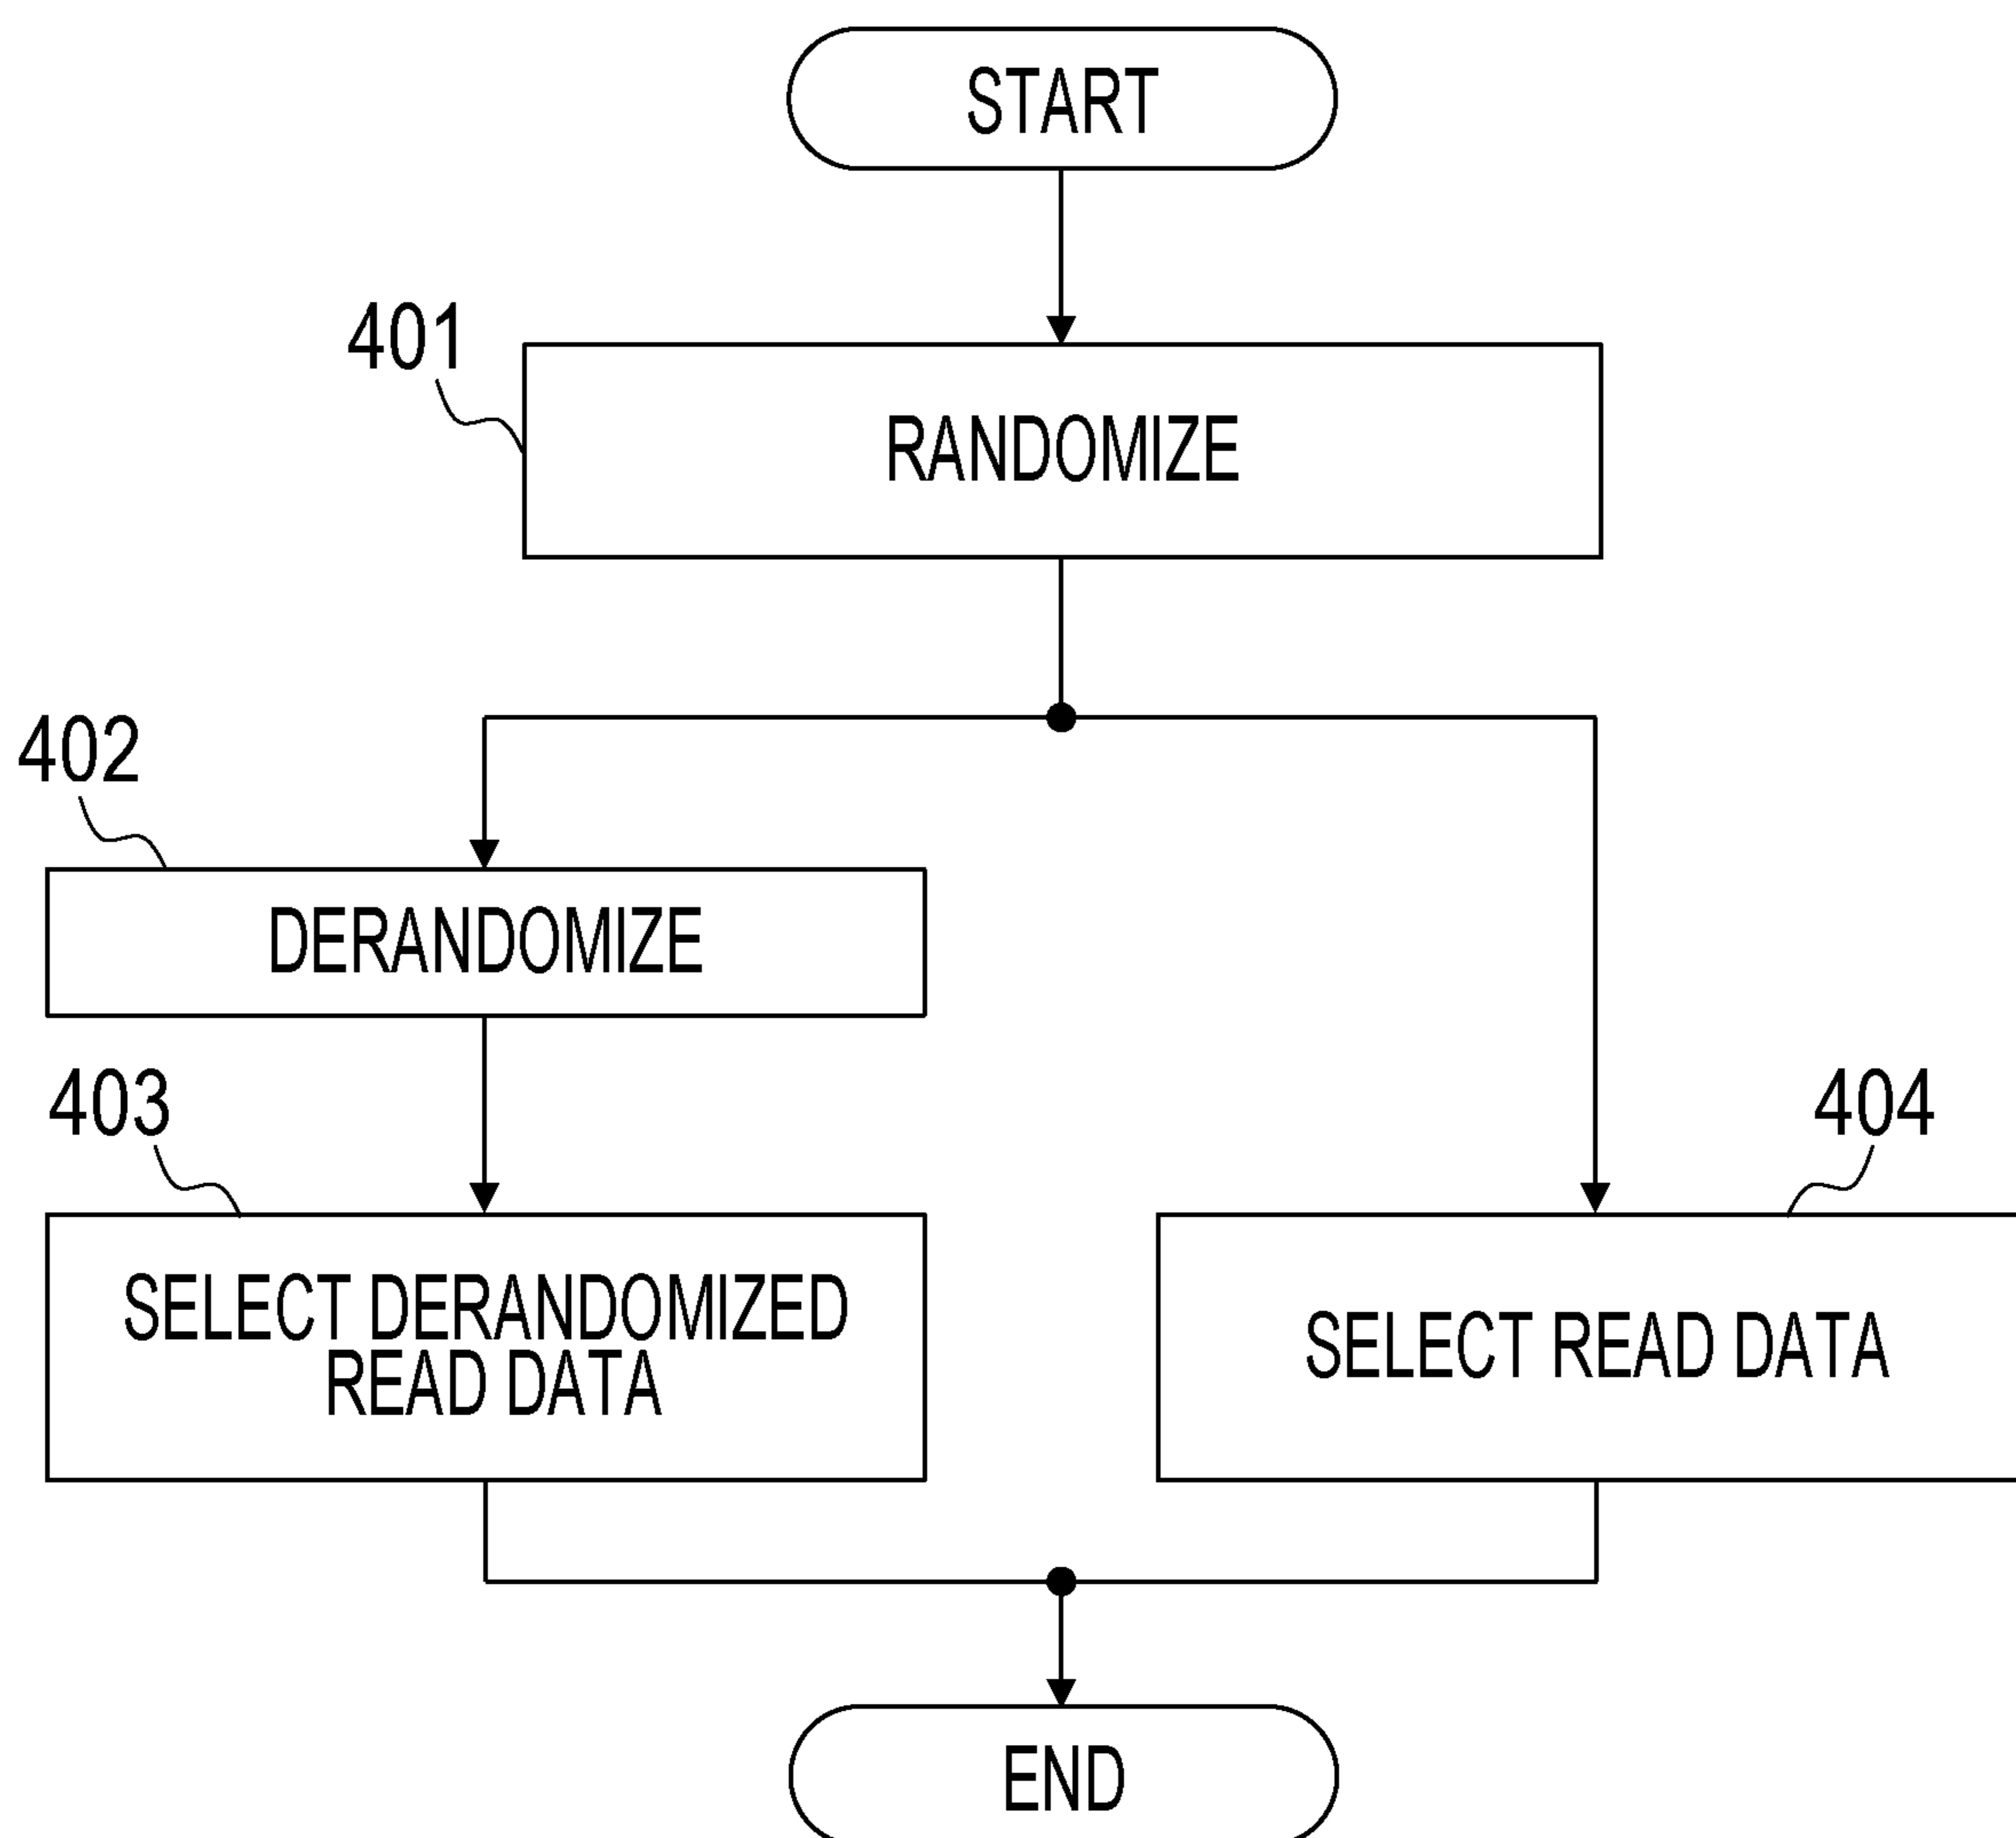 START
401
RANDOMIZE
402
DERANDOMIZE
403
404
SELECT DERANDOMIZED
READ DATA
SELECT READ DATA
END